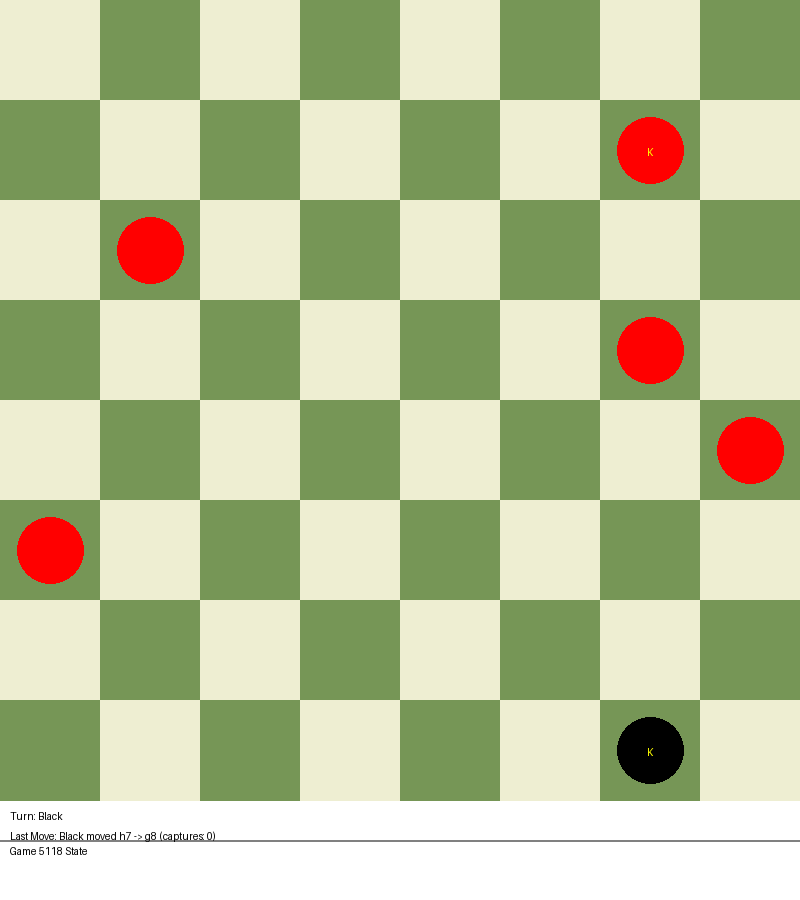 K
K
Turn: Black
Last Move: Black moved h7 -> g8 (captures: 0)
Game 5118 State